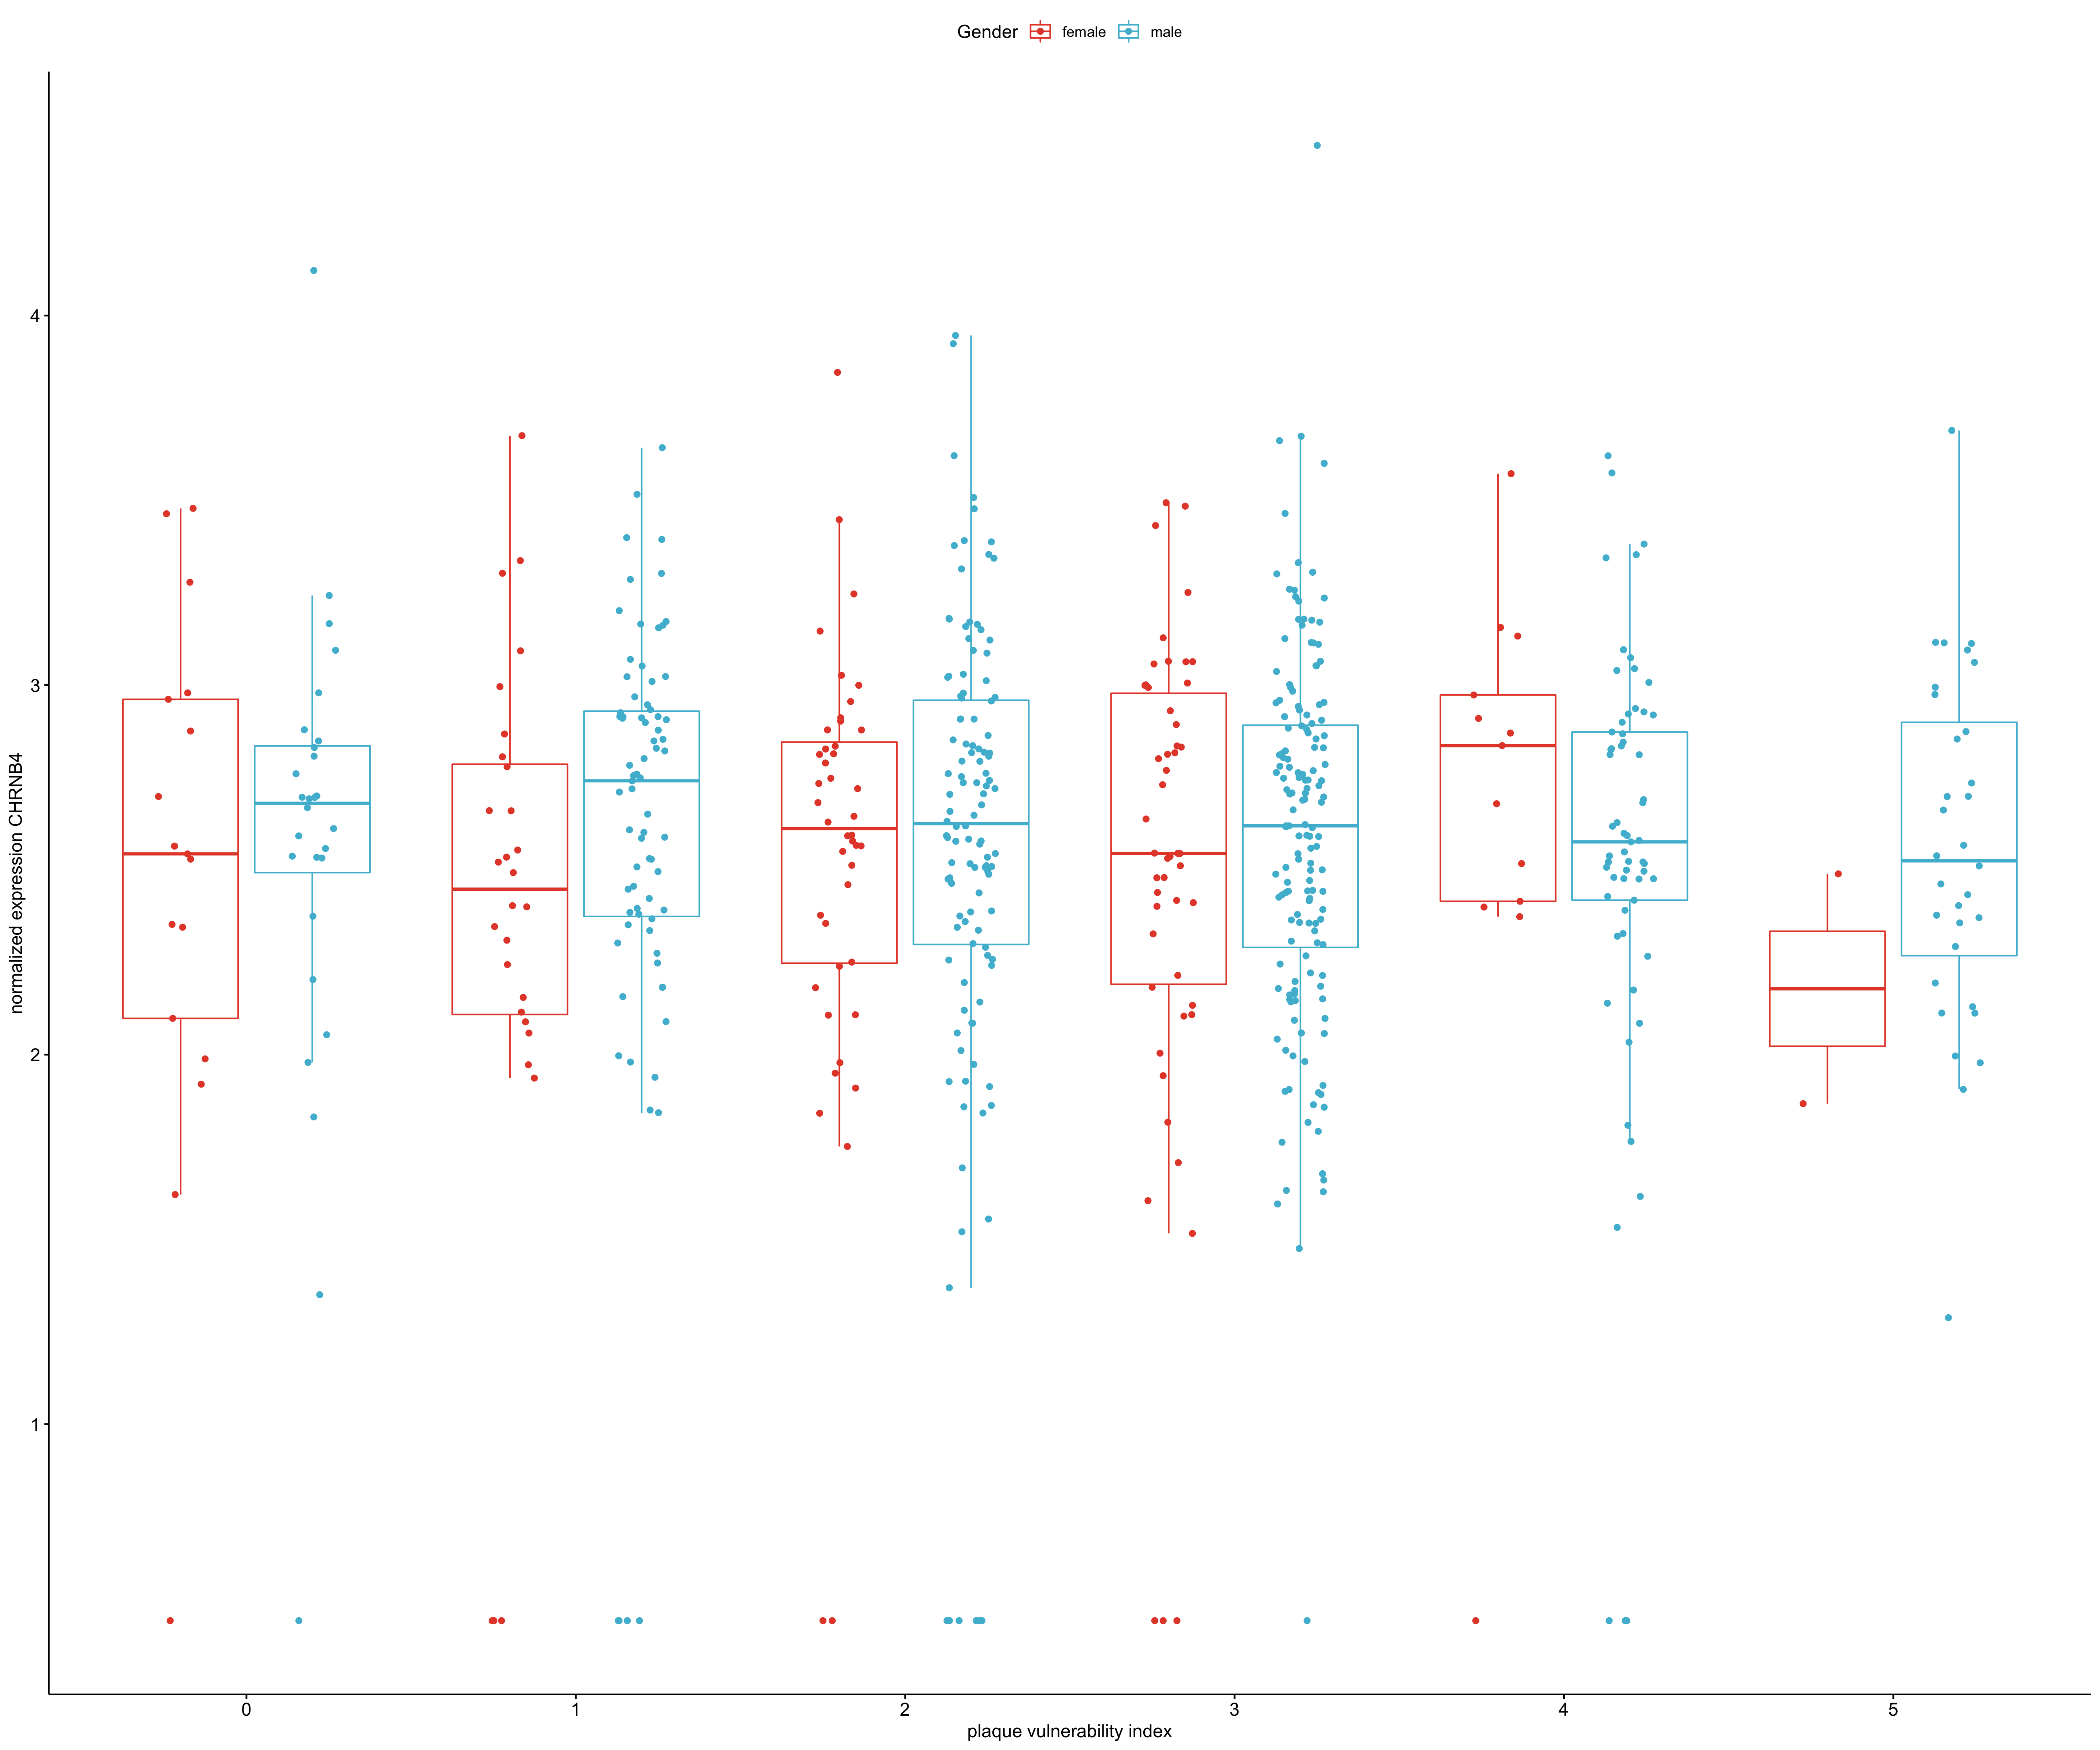 Gender female male
normalized expression CHRNB4
4
3
2
1
0 1 2 3 4 5
plaque vulnerability index